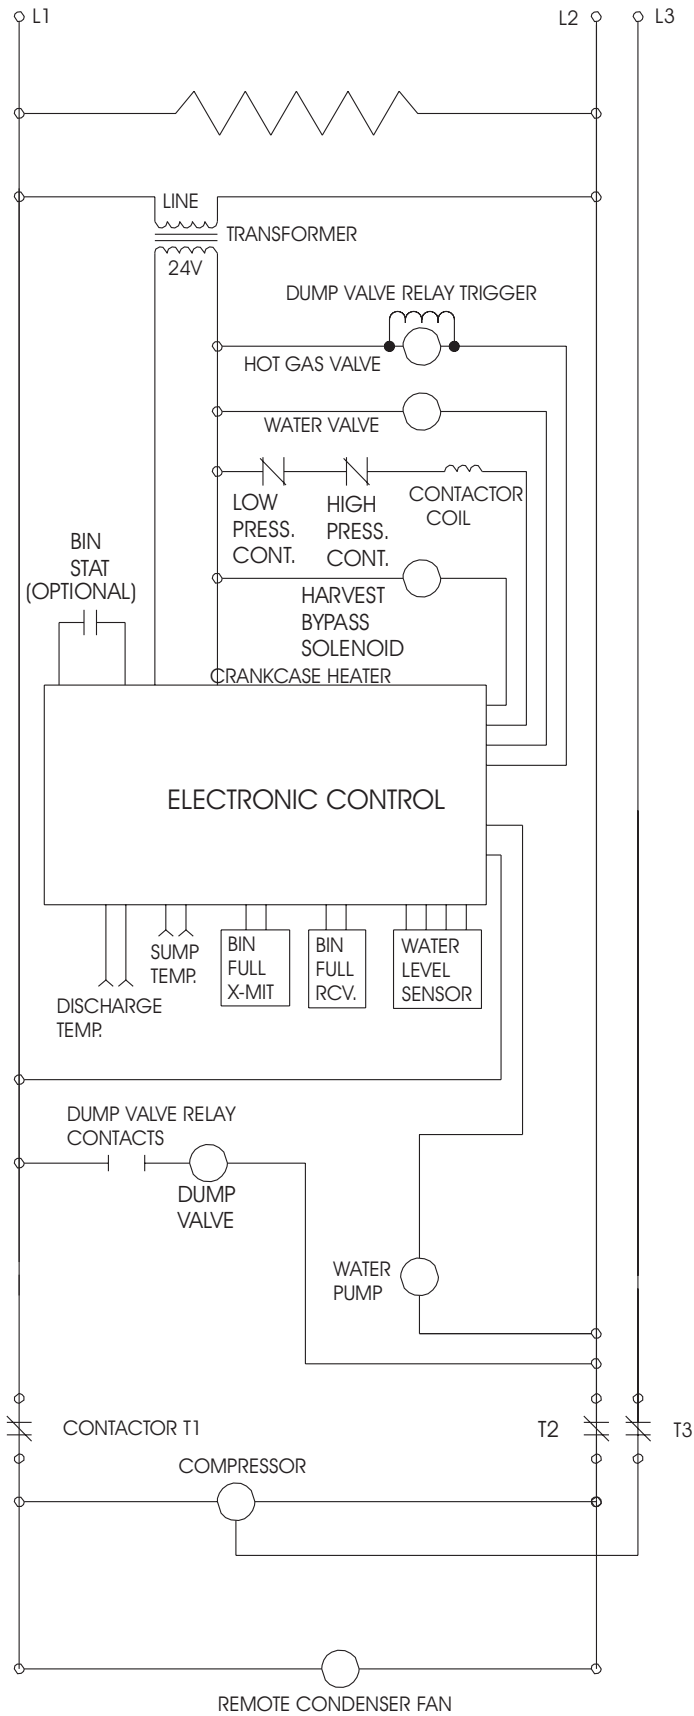 L1
L2
L3
LINE
TRANSFORMER
24V
DUMP VALVE RELAY TRIGGER
HOT GAS VALVE
WATER VALVE
LOW
PRESS.
CONT.
HIGH
PRESS.
CONT.
CONTACTOR
COIL
BIN
STAT
(OPTIONAL)
HARVEST
BYPASS
SOLENOID
CRANKCASE HEATER
ELECTRONIC CONTROL
DISCHARGE
TEMP.
SUMP
TEMP.
BIN
FULL
X-MIT
BIN
FULL
RCV.
WATER
LEVEL
SENSOR
DUMP VALVE RELAY
CONTACTS
DUMP
VALVE
WATER
PUMP
CONTACTOR T1
T2
T3
COMPRESSOR
REMOTE CONDENSER FAN